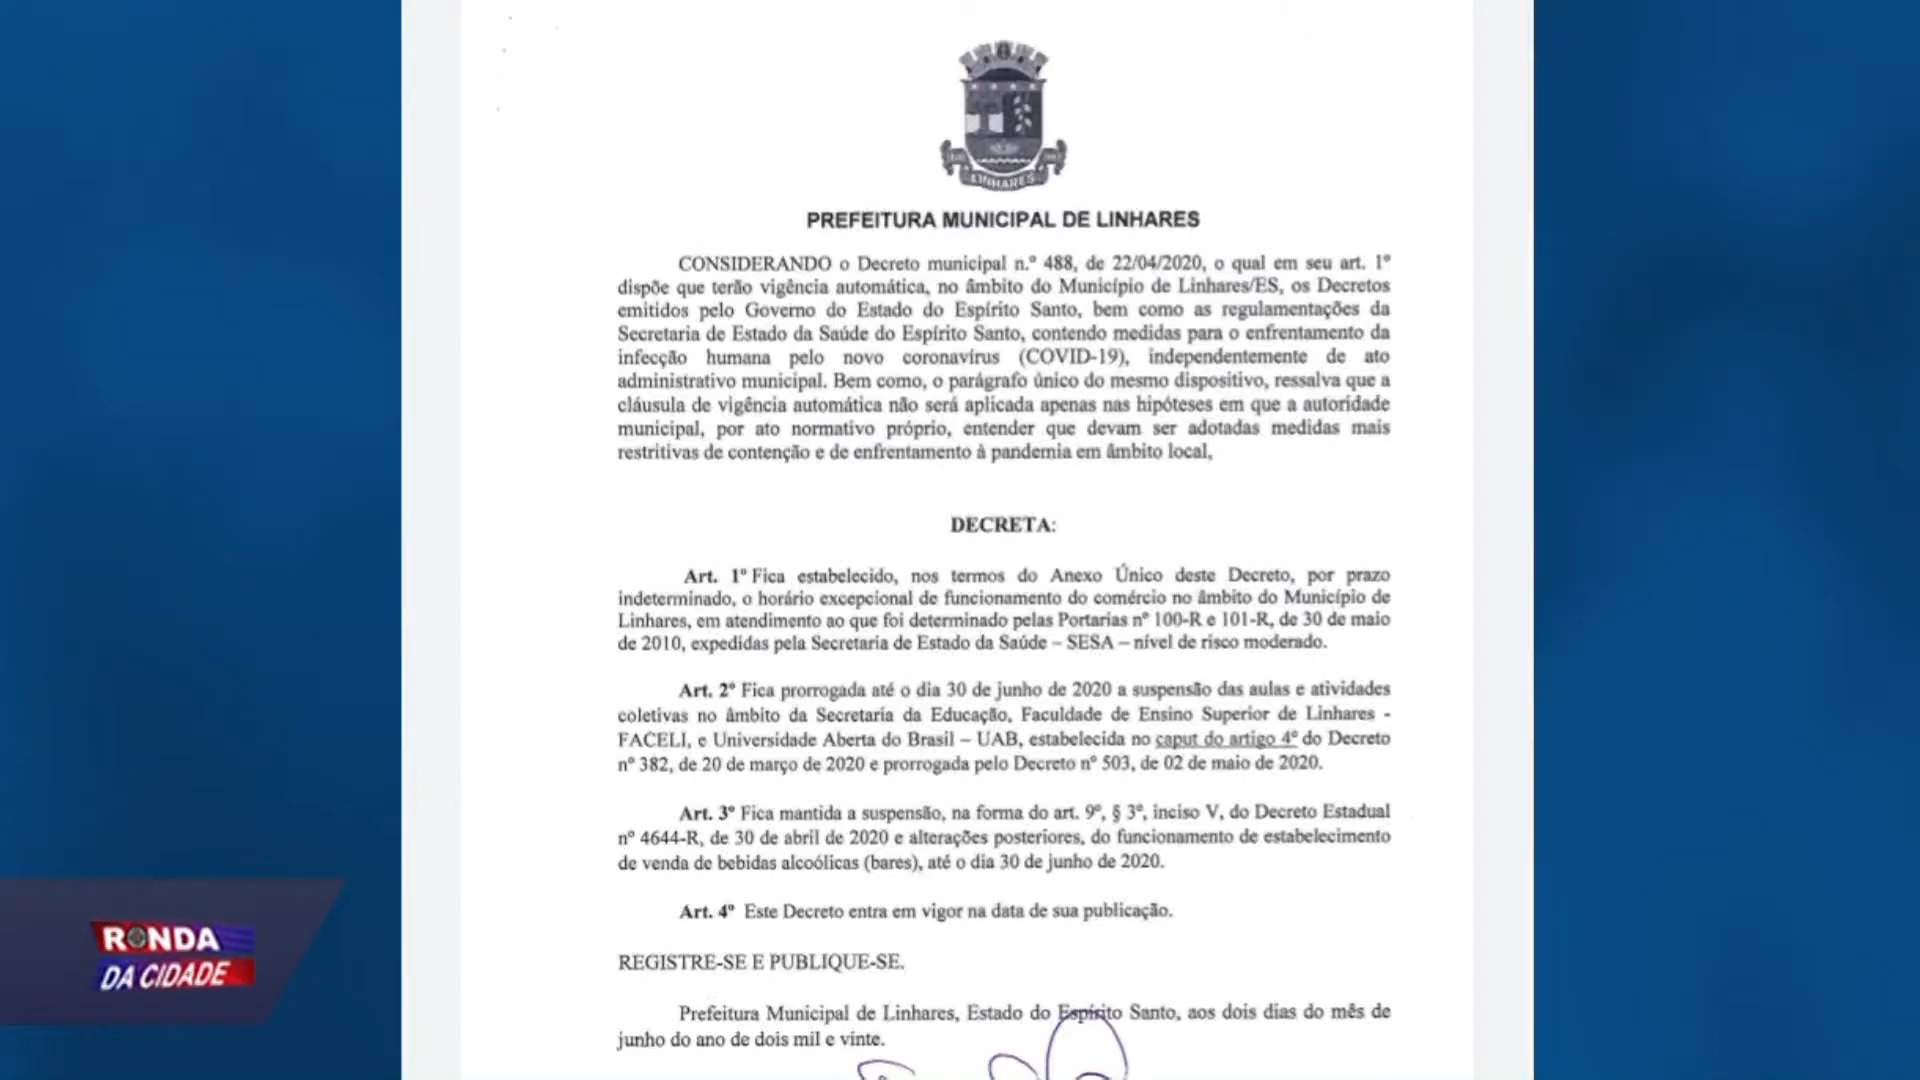 LINHARES
PREFEITURA MUNICIPAL DE LINHARES
CONSIDERANDO o Decreto municipal n.º 488, de 22/04/2020, o qual em seu art. 1º
dispõe que terão vigência automática, no âmbito do Município de Linhares/ES, os Decretos
emitidos pelo Governo do Estado do Espírito Santo, bem como as regulamentações da
Secretaria de Estado da Saúde do Espírito Santo, contendo medidas para o enfrentamento da
infecção humana pelo novo coronavírus (COVID-19), independentemente de ato
administrativo municipal. Bem como, o parágrafo único do mesmo dispositivo, ressalva que a
cláusula de vigência automática não será aplicada apenas nas hipóteses em que a autoridade
municipal, por ato normativo próprio, entender que devam ser adotadas medidas mais
restritivas de contenção e de enfrentamento à pandemia em âmbito local,
DECRETA:
Art. 1º Fica estabelecido, nos termos do Anexo Único deste Decreto, por prazo
indeterminado, o horário excepcional de funcionamento do comércio no âmbito do Município de
Linhares, em atendimento ao que foi determinado pelas Portarias nº 100-R e 101-R, de 30 de maio
de 2010, expedidas pela Secretaria de Estado da Saúde – SESA – nível de risco moderado.
Art. 2º Fica prorrogada até o dia 30 de junho de 2020 a suspensão das aulas e atividades
coletivas no âmbito da Secretaria da Educação, Faculdade de Ensino Superior de Linhares -
FACELI, e Universidade Aberta do Brasil – UAB, estabelecida no caput do artigo 4º do Decreto
nº 382, de 20 de março de 2020 e prorrogada pelo Decreto nº 503, de 02 de maio de 2020.
Art. 3º Fica mantida a suspensão, na forma do art. 9º, § 3º, inciso V, do Decreto Estadual
nº 4644-R, de 30 de abril de 2020 e alterações posteriores, do funcionamento de estabelecimento
de venda de bebidas alcoólicas (bares), até o dia 30 de junho de 2020.
Art. 4º Este Decreto entra em vigor na data de sua publicação.
REGISTRE-SE E PUBLIQUE-SE.
Prefeitura Municipal de Linhares, Estado do Espírito Santo, aos dois dias do mês de
junho do ano de dois mil e vinte.
RONDA
DA CIDADE